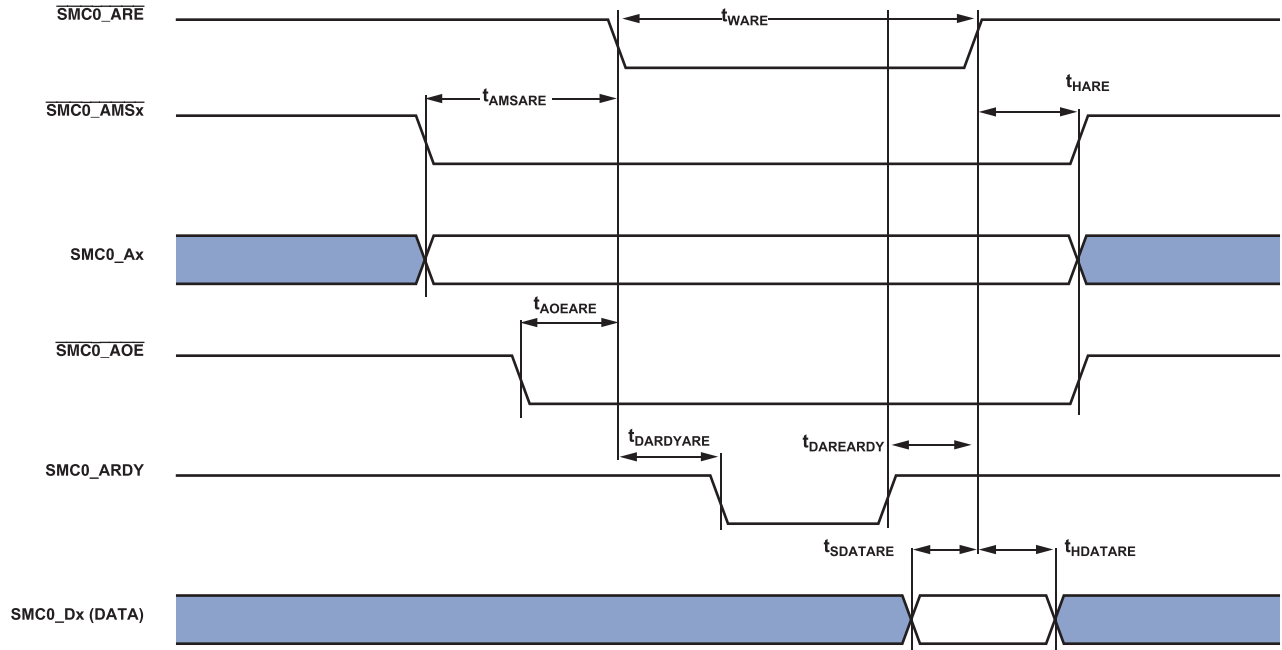 SMC0_ARE
tWARE
SMC0_AMSx
tAMSARE
tHARE
SMC0_Ax
tAOEARE
SMC0_AOE
tDARDYARE
tDAREARDY
SMC0_ARDY
tSDATARE
tHDATARE
SMC0_Dx (DATA)